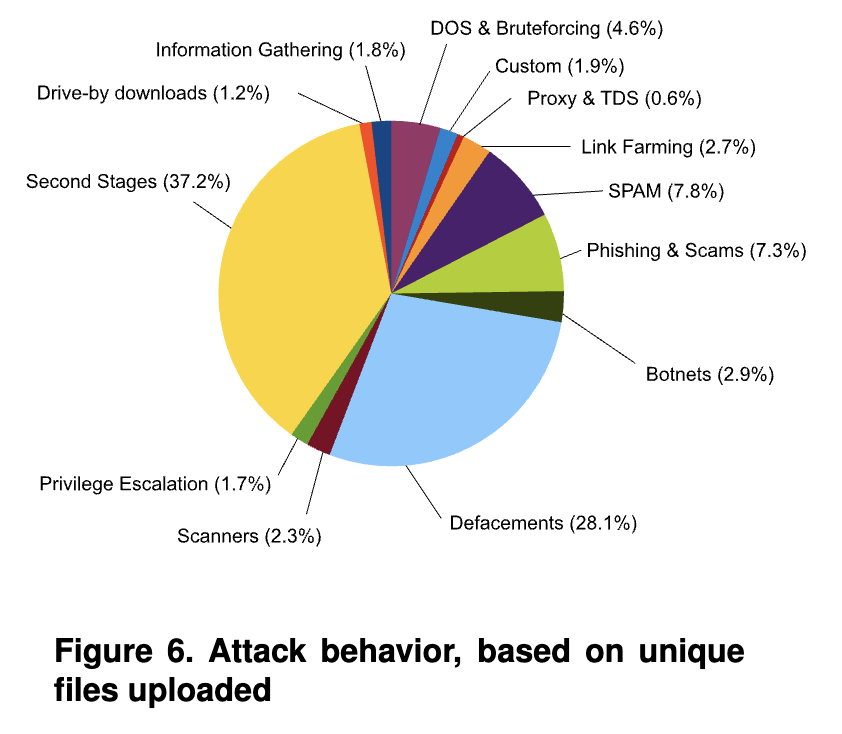 DOS & Bruteforcing (4.6%)
Information Gathering (1.8%)
Custom (1.9%)
Drive-by downloads (1.2%)
Proxy & TDS (0.6%)
Link Farming (2.7%)
Second Stages (37.2%)
SPAM (7.8%)
Phishing & Scams (7.3%)
Botnets (2.9%)
Privilege Escalation (1.7%)
Defacements (28.1%)
Scanners (2.3%)
Figure 6. Attack behavior, based on unique
files uploaded